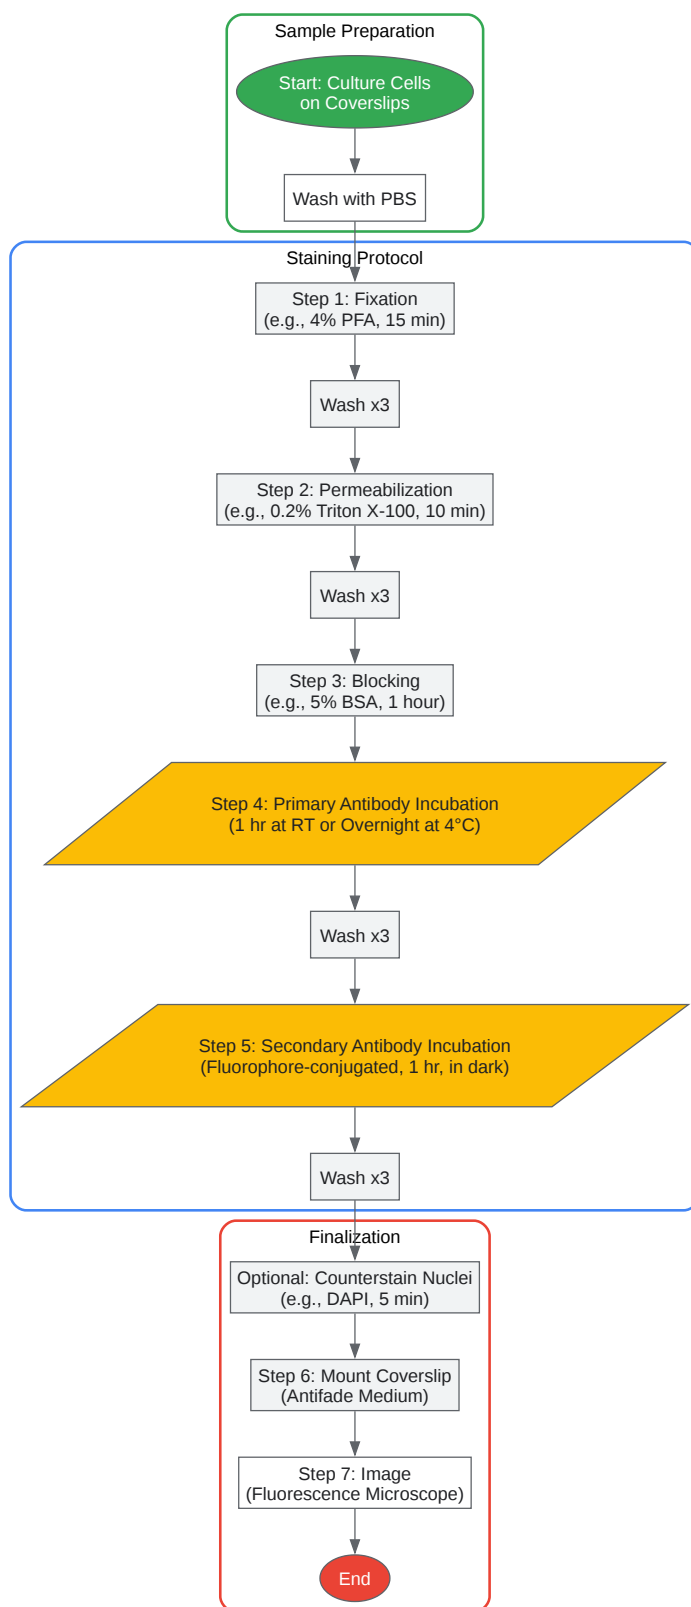 Sample Preparation
Start: Culture Cells
on Coverslips
Wash with PBS
Staining Protocol
Step 1: Fixation
(e.g., 4% PFA, 15 min)
Wash x3
Step 2: Permeabilization
(e.g., 0.2% Triton X-100, 10 min)
Wash x3
Step 3: Blocking
(e.g., 5% BSA, 1 hour)
Step 4: Primary Antibody Incubation
(1 hr at RT or Overnight at 4°C)
Wash x3
Step 5: Secondary Antibody Incubation
(Fluorophore-conjugated, 1 hr, in dark)
Wash x3
Finalization
Optional: Counterstain Nuclei
(e.g., DAPI, 5 min)
Step 6: Mount Coverslip
(Antifade Medium)
Step 7: Image
(Fluorescence Microscope)
End